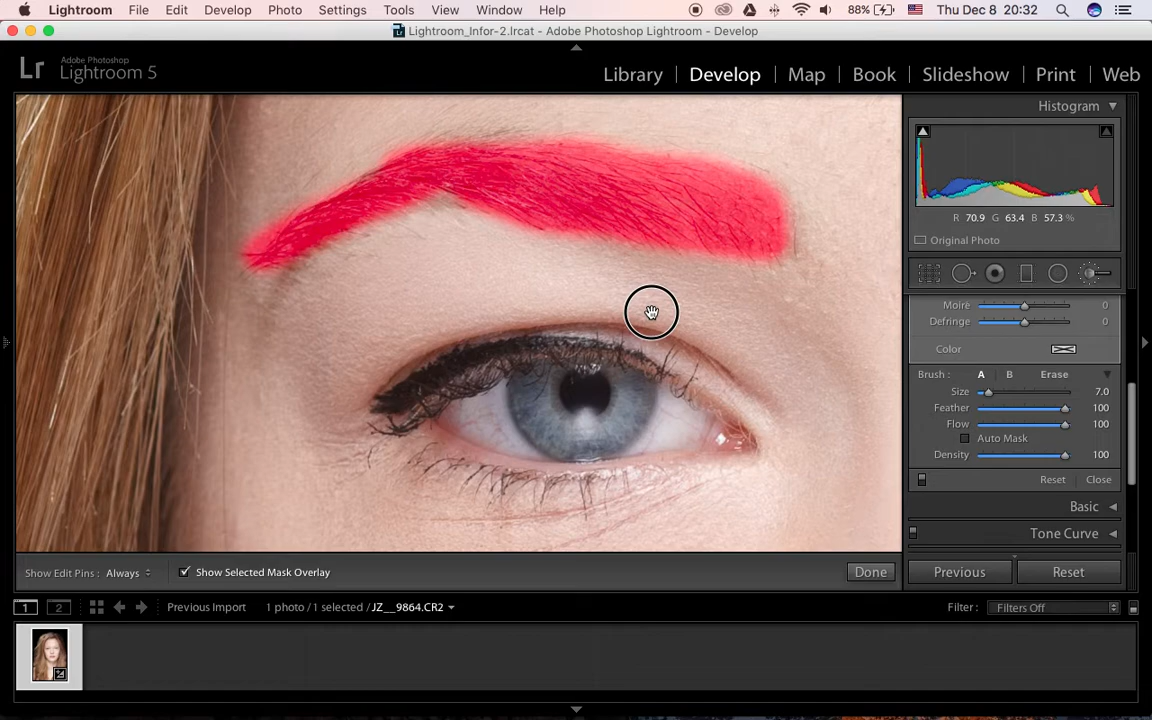 Lightroom File Edit Develop Photo Settings Tools View Window Help 88% Thu Dec 8 20:32
Lightroom_Infor-2.lrcat - Adobe Photoshop Lightroom - Develop
Lr Adobe Photoshop
Lightroom 5
Library | Develop | Map | Book | Slideshow | Print | Web
Histogram
R 70.9 G 63.4 B 57.3 %
Original Photo
Moire 0
Defringe 0
Color
Brush : A B Erase
Size 7.0
Feather 100
Flow 100
Auto Mask
Density 100
Reset Close
Basic
Tone Curve
Show Edit Pins : Always Show Selected Mask Overlay Done Previous Reset
1 2 Previous Import 1 photo / 1 selected / JZ__9864.CR2 Filter : Filters Off